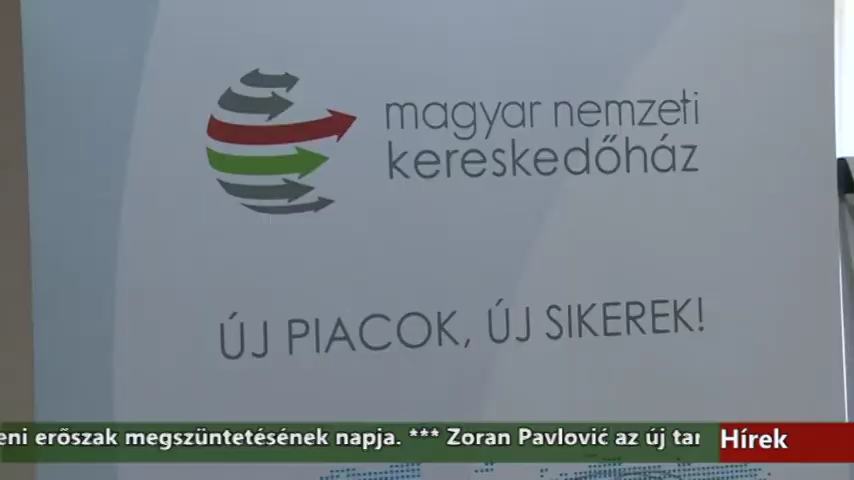 magyar nemzeti
kereskedőház
ÚJ PIACOK, ÚJ SIKEREK!
erőszak megszüntetésének napja. *** Zoran Pavlović az új
Hírek